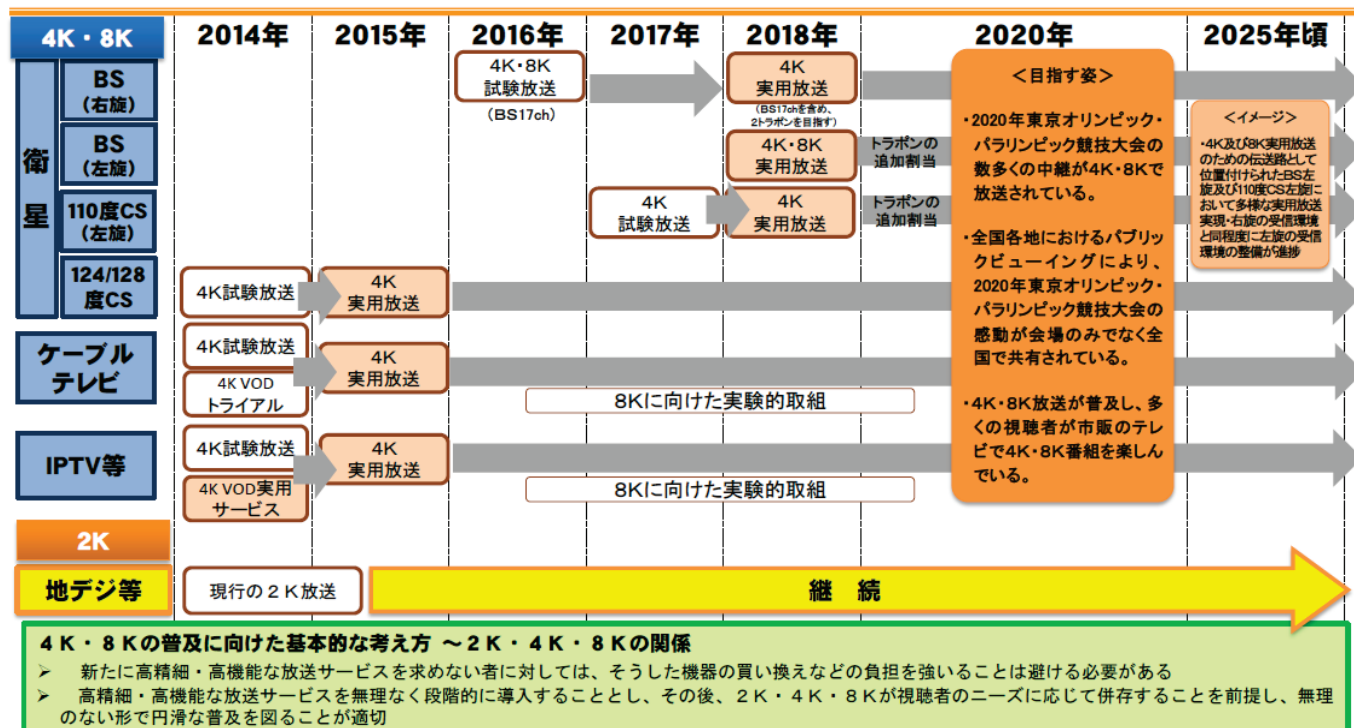 4K・8K
2014年
2015年
2016年
2017年
2018年
2020年
2025年頃
衛星
BS
(右旋)
4K・8K
試験放送
(BS17ch)
4K
実用放送
(BS17chを含め、
2トラポンを目指す)
BS
(左旋)
4K・8K
実用放送
トラポンの
追加割当
110度CS
(左旋)
4K
試験放送
4K
実用放送
トラポンの
追加割当
124/128
度CS
4K試験放送
4K
実用放送
ケーブル
テレビ
4K試験放送
4K VOD
トライアル
4K
実用放送
8Kに向けた実験的取組
IPTV等
4K試験放送
4K VOD実用
サービス
4K
実用放送
8Kに向けた実験的取組
<目指す姿>
・2020年東京オリンピック・
パラリンピック競技大会の
数多くの中継が4K・8Kで
放送されている。
・全国各地におけるパブリッ
クビューイングにより、
2020年東京オリンピック・
パラリンピック競技大会の
感動が会場のみでなく全
国で共有されている。
・4K・8K放送が普及し、多
くの視聴者が市販のテレ
ビで4K・8K番組を楽しん
でいる。
<イメージ>
・4K及び8K実用放送
のための伝送路として
位置付けられたBS左
旋及び110度CS左旋に
おいて多様な実用放送
実現・右旋の受信環境
と同程度に左旋の受信
環境の整備が進捗
2K
地デジ等
現行の2K放送
継 続
4K・8Kの普及に向けた基本的な考え方 ~2K・4K・8Kの関係
➢ 新たに高精細・高機能な放送サービスを求めない者に対しては、そうした機器の買い換えなどの負担を強いることは避ける必要がある
➢ 高精細・高機能な放送サービスを無理なく段階的に導入することとし、その後、2K・4K・8Kが視聴者のニーズに応じて併存することを前提し、無理
のない形で円滑な普及を図ることが適切